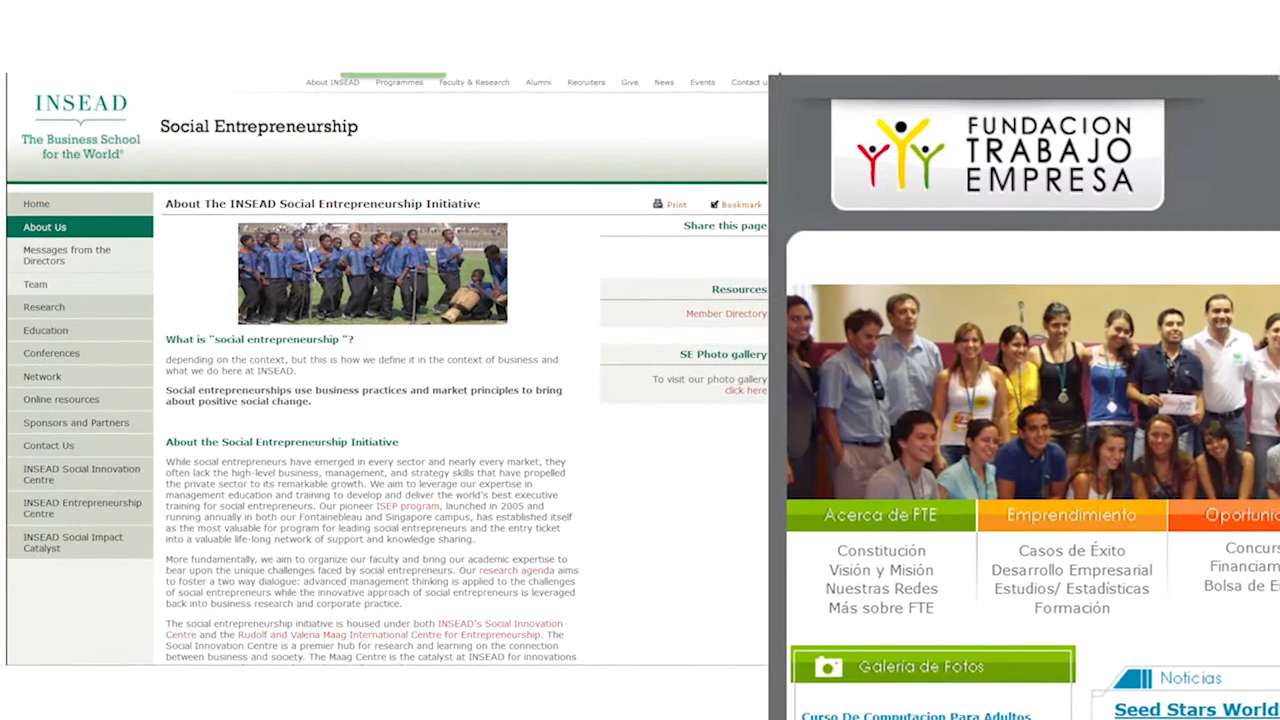 About INSEAD Programmes Faculty & Research Alumni Recruiters Give News Events Contact u
INSEAD
The Business School
for the World®
Social Entrepreneurship
Home
About Us
Messages from the
Directors
Team
Research
Education
Conferences
Network
Online resources
Sponsors and Partners
Contact Us
INSEAD Social Innovation
Centre
INSEAD Entrepreneurship
Centre
INSEAD Social Impact
Catalyst
About The INSEAD Social Entrepreneurship Initiative
What is "social entrepreneurship "?
depending on the context, but this is how we define it in the context of business and
what we do here at INSEAD.
Social entrepreneurships use business practices and market principles to bring
about positive social change.
About the Social Entrepreneurship Initiative
While social entrepreneurs have emerged in every sector and nearly every market, they
often lack the high-level business, management, and strategy skills that have propelled
the private sector to its remarkable growth. We aim to leverage our expertise in
management education and training to develop and deliver the world's best executive
training for social entrepreneurs. Our pioneer ISEP program, launched in 2005 and
running annually in both our Fontainebleau and Singapore campus, has established itself
as the most valuable for program for leading social entrepreneurs and the entry ticket
into a valuable life-long network of support and knowledge sharing.
More fundamentally, we aim to organize our faculty and bring our academic expertise to
bear upon the unique challenges faced by social entrepreneurs. Our research agenda aims
to foster a two way dialogue: advanced management thinking is applied to the challenges
of social entrepreneurs while the innovative approach of social entrepreneurs is leveraged
back into business research and corporate practice.
The social entrepreneurship initiative is housed under both INSEAD's Social Innovation
Centre and the Rudolf and Valeria Maag International Centre for Entrepreneurship. The
Social Innovation Centre is a premier hub for research and learning on the connection
between business and society. The Maag Centre is the catalyst at INSEAD for innovations
Print Bookmark
Share this page
Resources
Member Directory
SE Photo gallery
To visit our photo gallery
click here
FUNDACION
TRABAJO
EMPRESA
Acerca de FTE
Constitución
Visión y Misión
Nuestras Redes
Más sobre FTE
Emprendimiento
Casos de Éxito
Desarrollo Empresarial
Estudios/ Estadísticas
Formación
Oportuni
Concurs
Financiam
Bolsa de E
Galería de Fotos
Curso De Computacion Para Adultos
Noticias
Seed Stars World